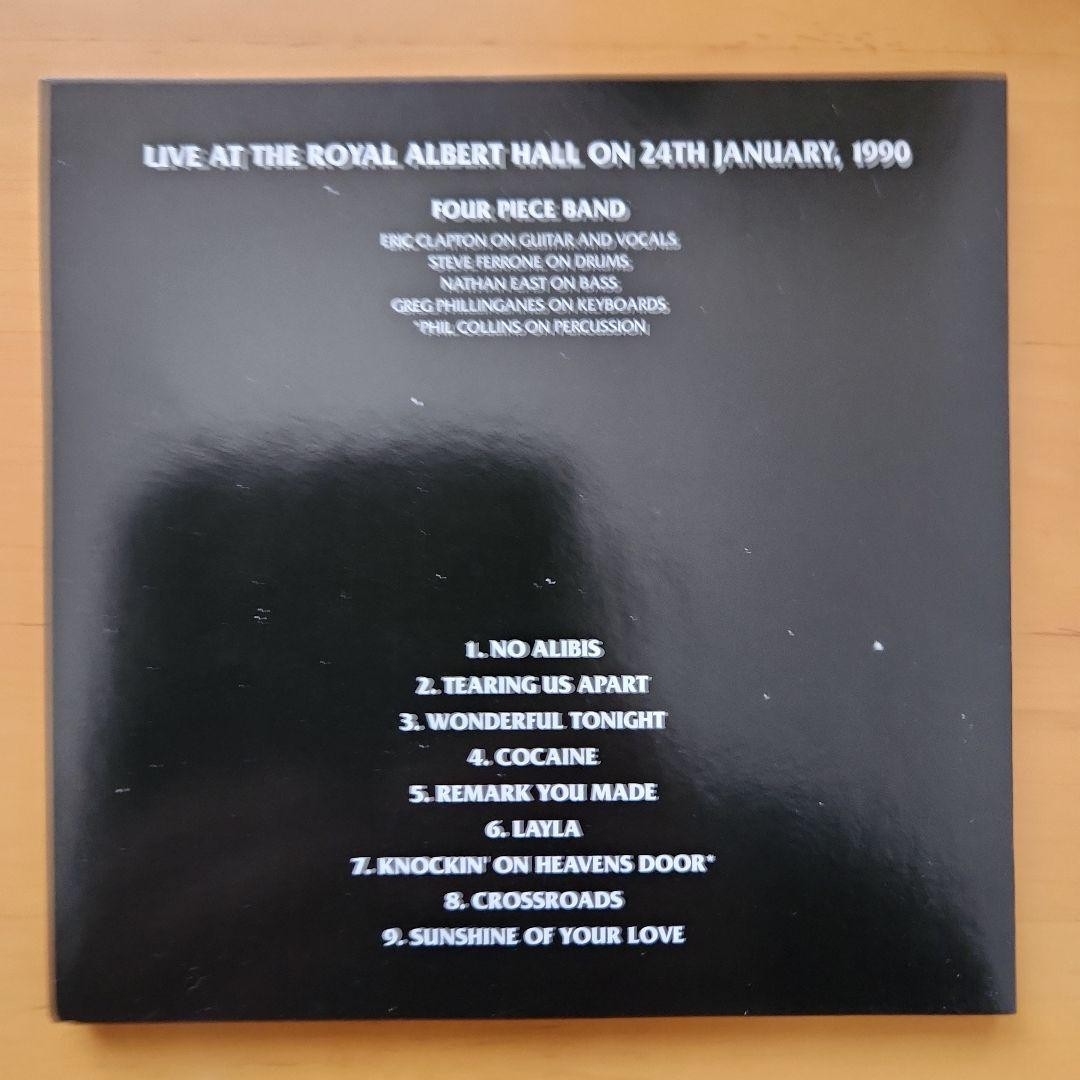 LIVE AT THE ROYAL ALBERT HALL ON 24TH JANUARY, 1990
FOUR PIECE BAND
ERIC CLAPTON ON GUITAR AND VOCALS,
STEVE FERRONE ON DRUMS,
NATHAN EAST ON BASS,
GREG PHILLINGANES ON KEYBOARDS,
*PHIL COLLINS ON PERCUSSION
1. NO ALIBIS
2. TEARING US APART
3. WONDERFUL TONIGHT
4. COCAINE
5. REMARK YOU MADE
6. LAYLA
7. KNOCKIN' ON HEAVENS DOOR*
8. CROSSROADS
9. SUNSHINE OF YOUR LOVE